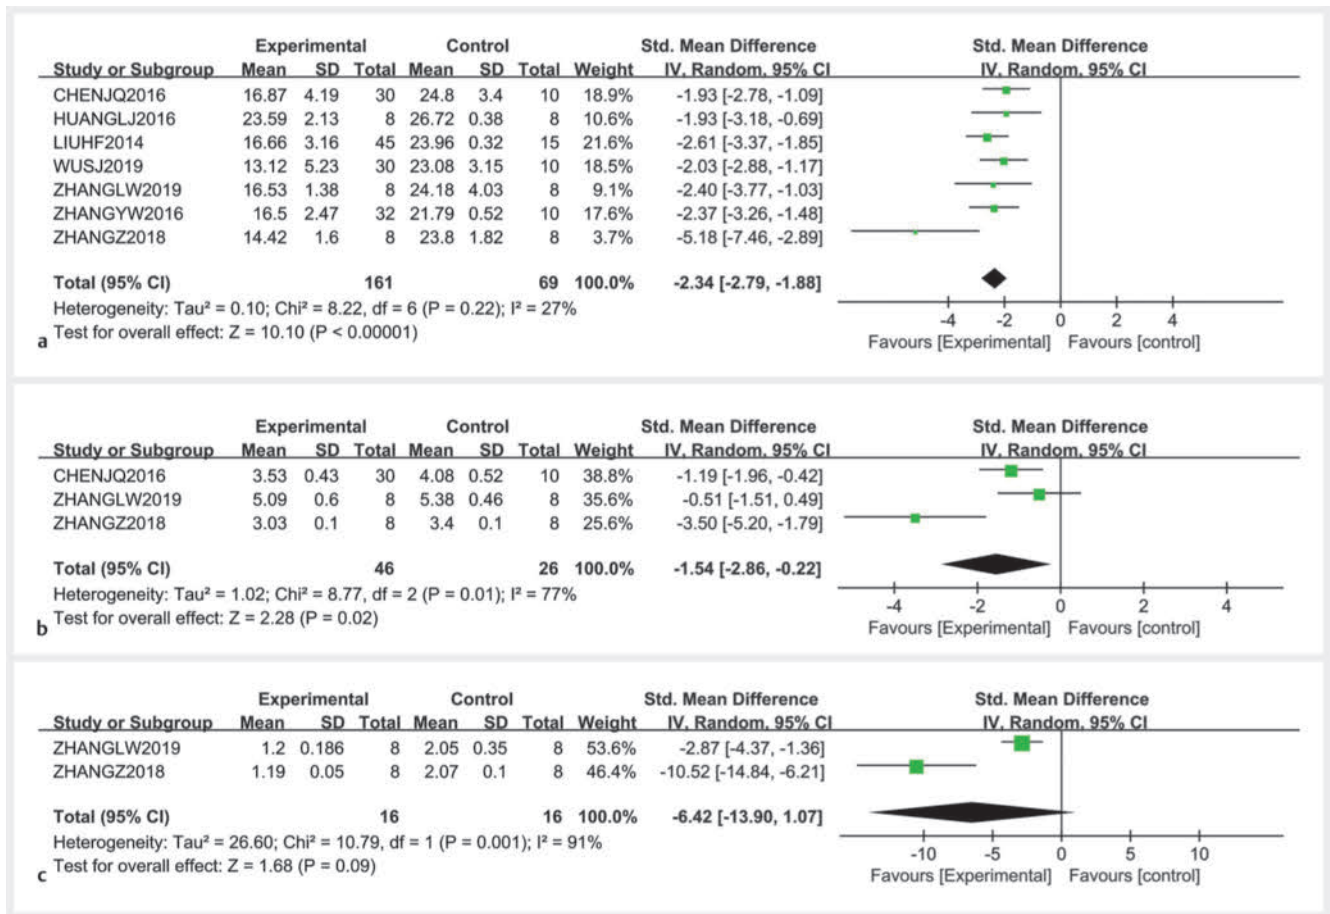 Experimental Control Std. Mean Difference Std. Mean Difference
Study or Subgroup Mean SD Total Mean SD Total Weight IV, Random, 95% CI IV, Random, 95% CI
CHENJQ2016 16.87 4.19 30 24.8 3.4 10 18.9% -1.93 [-2.78, -1.09]
HUANGLJ2016 23.59 2.13 8 26.72 0.38 8 10.6% -1.93 [-3.18, -0.69]
LIUHF2014 16.66 3.16 45 23.96 0.32 15 21.6% -2.61 [-3.37, -1.85]
WUSJ2019 13.12 5.23 30 23.08 3.15 10 18.5% -2.03 [-2.88, -1.17]
ZHANGLW2019 16.53 1.38 8 24.18 4.03 8 9.1% -2.40 [-3.77, -1.03]
ZHANGYW2016 16.5 2.47 32 21.79 0.52 10 17.6% -2.37 [-3.26, -1.48]
ZHANGZ2018 14.42 1.6 8 23.8 1.82 8 3.7% -5.18 [-7.46, -2.89]
Total (95% CI) 161 69 100.0% -2.34 [-2.79, -1.88]
Heterogeneity: Tau² = 0.10; Chi² = 8.22, df = 6 (P = 0.22); I² = 27%
-4 -2 0 2 4
Test for overall effect: Z = 10.10 (P < 0.00001)
Favours [Experimental] Favours [control]
a
Experimental Control Std. Mean Difference Std. Mean Difference
Study or Subgroup Mean SD Total Mean SD Total Weight IV, Random, 95% CI IV, Random, 95% CI
CHENJQ2016 3.53 0.43 30 4.08 0.52 10 38.8% -1.19 [-1.96, -0.42]
ZHANGLW2019 5.09 0.6 8 5.38 0.46 8 35.6% -0.51 [-1.51, 0.49]
ZHANGZ2018 3.03 0.1 8 3.4 0.1 8 25.6% -3.50 [-5.20, -1.79]
Total (95% CI) 46 26 100.0% -1.54 [-2.86, -0.22]
Heterogeneity: Tau² = 1.02; Chi² = 8.77, df = 2 (P = 0.01); I² = 77%
-4 -2 0 2 4
Test for overall effect: Z = 2.28 (P = 0.02)
Favours [Experimental] Favours [control]
b
Experimental Control Std. Mean Difference Std. Mean Difference
Study or Subgroup Mean SD Total Mean SD Total Weight IV, Random, 95% CI IV, Random, 95% CI
ZHANGLW2019 1.2 0.186 8 2.05 0.35 8 53.6% -2.87 [-4.37, -1.36]
ZHANGZ2018 1.19 0.05 8 2.07 0.1 8 46.4% -10.52 [-14.84, -6.21]
Total (95% CI) 16 16 100.0% -6.42 [-13.90, 1.07]
Heterogeneity: Tau² = 26.60; Chi² = 10.79, df = 1 (P = 0.001); I² = 91%
-10 -5 0 5 10
Test for overall effect: Z = 1.68 (P = 0.09)
Favours [Experimental] Favours [control]
c